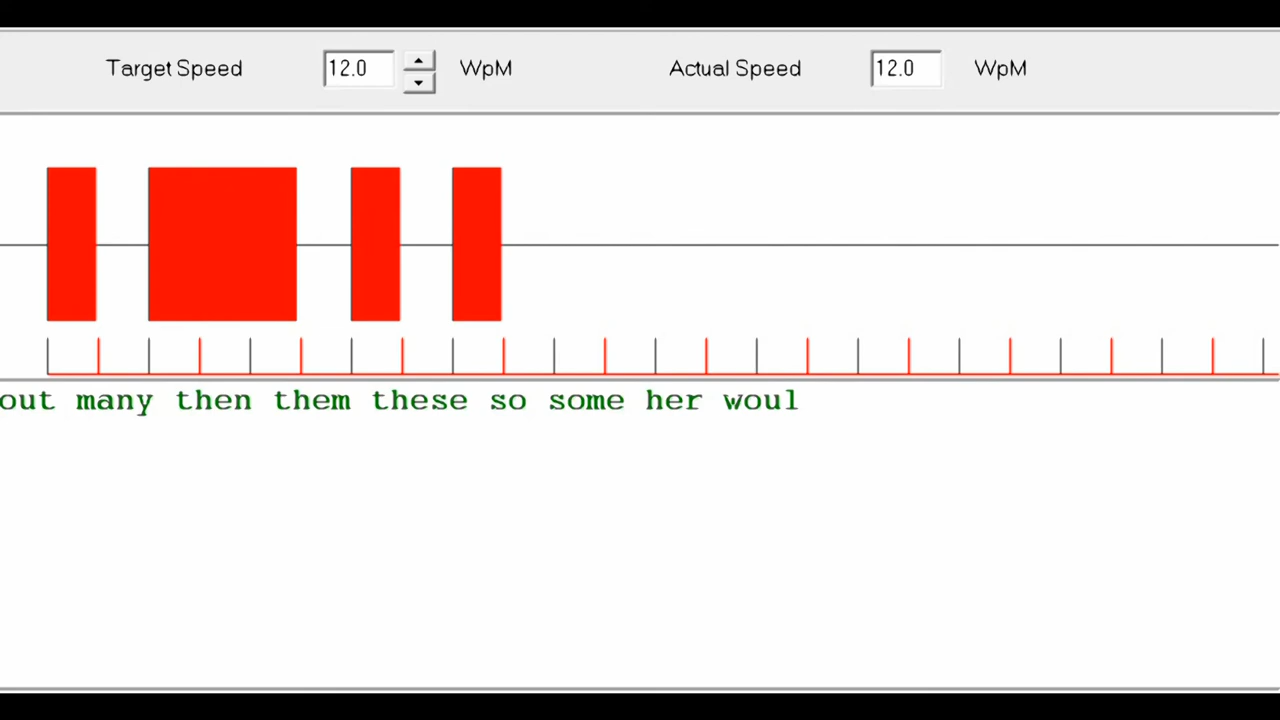 Target Speed 12.0 WpM Actual Speed 12.0 WpM
out many then them these so some her woul